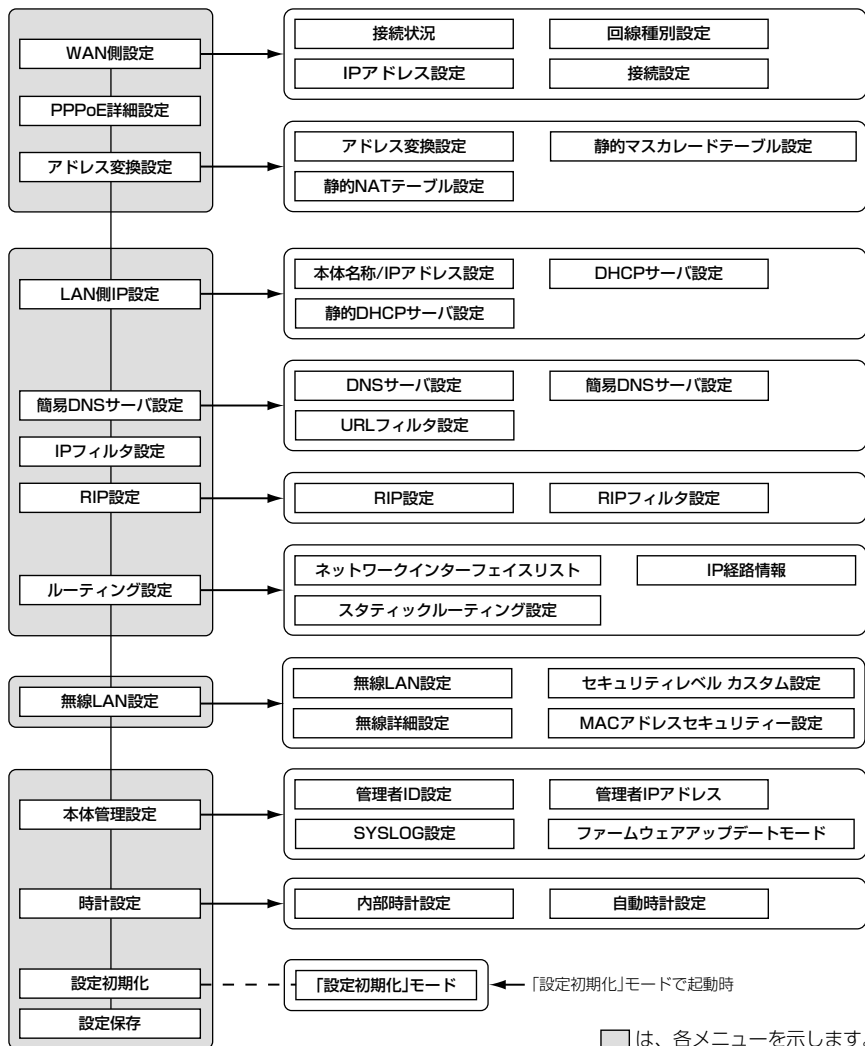 WAN側設定
接続状況
回線種別設定
IPアドレス設定
接続設定
PPPoE詳細設定
アドレス変換設定
アドレス変換設定
静的マスカレードテーブル設定
静的NATテーブル設定
LAN側IP設定
本体名称/IPアドレス設定
DHCPサーバ設定
静的DHCPサーバ設定
簡易DNSサーバ設定
DNSサーバ設定
簡易DNSサーバ設定
URLフィルタ設定
IPフィルタ設定
RIP設定
RIP設定
RIPフィルタ設定
ルーティング設定
ネットワークインターフェイスリスト
IP経路情報
スタティックルーティング設定
無線LAN設定
無線LAN設定
セキュリティレベル カスタム設定
無線詳細設定
MACアドレスセキュリティー設定
本体管理設定
管理者ID設定
管理者IPアドレス
SYSLOG設定
ファームウェアアップデートモード
時計設定
内部時計設定
自動時計設定
設定初期化
「設定初期化」モード
「設定初期化」モードで起動時
設定保存
は、各メニューを示します。